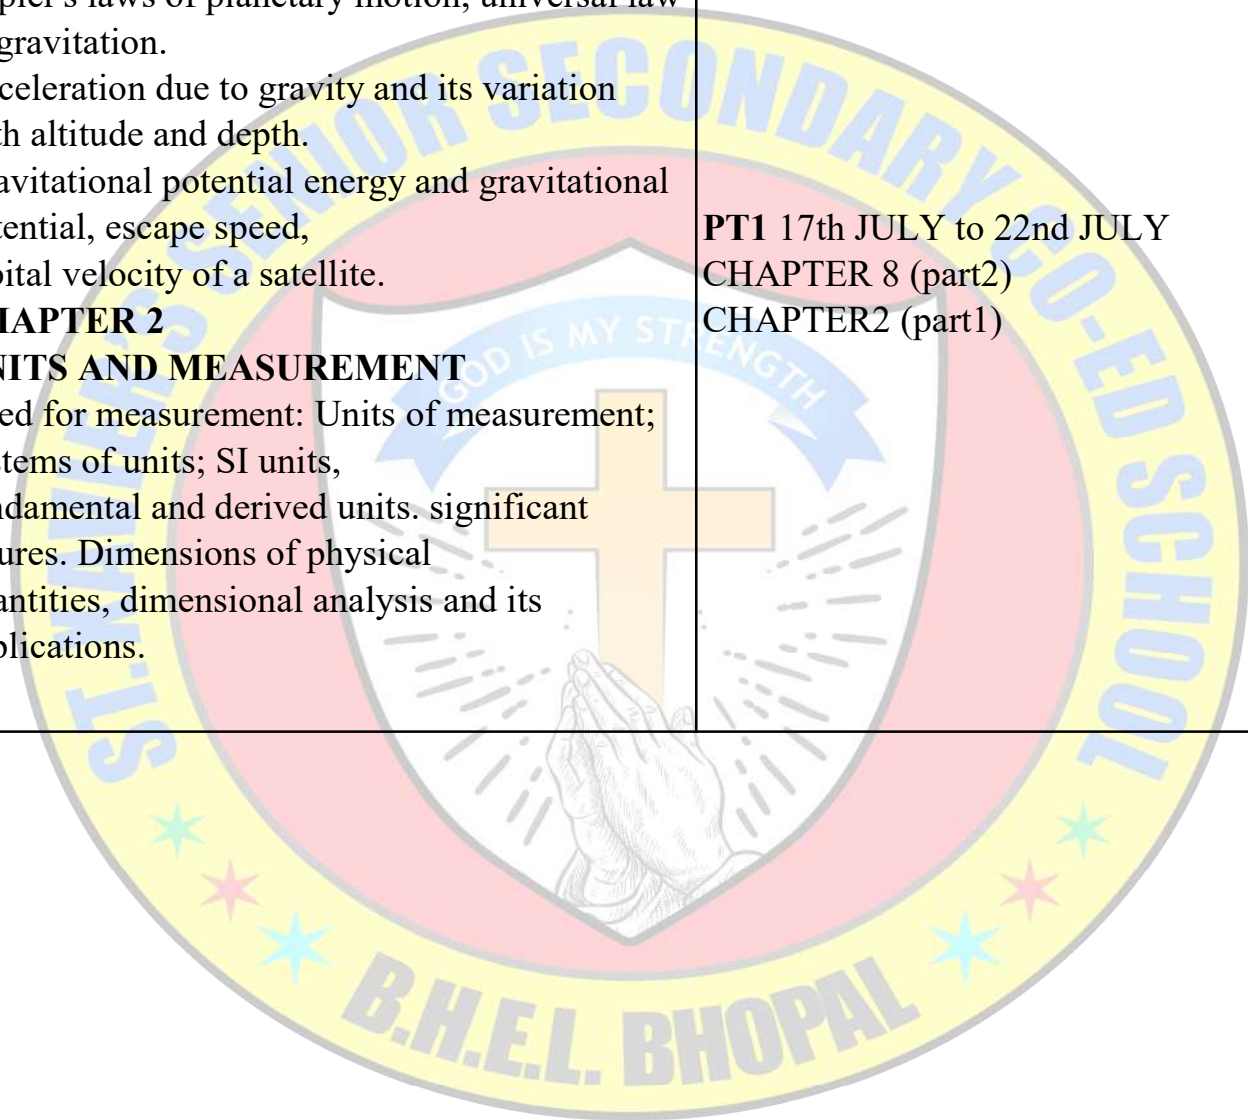 pler's laws of planetary motion, universal law
gravitation.
celeration due to gravity and its variation
th altitude and depth.
avitational potential energy and gravitational
tential, escape speed,
bital velocity of a satellite.
HAPTER 2
NITS AND MEASUREMENT
ed for measurement: Units of measurement;
stems of units; SI units,
ndamental and derived units. significant
ures. Dimensions of physical
antities, dimensional analysis and its
plications.
PT1 17th JULY to 22nd JULY
CHAPTER 8 (part2)
CHAPTER2 (part1)
SENIOR SECONDARY CO-ED SCHOOL
GOD IS MY STRENGTH
B.H.E.L. BHOPAL